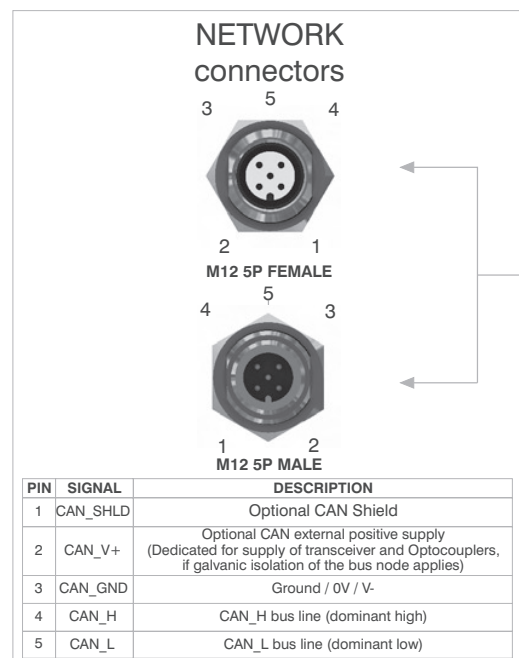 NETWORK
connectors
5
3 4
2 1
M12 5P FEMALE
5
4 3
1 2
M12 5P MALE
PIN SIGNAL DESCRIPTION
1 CAN_SHLD Optional CAN Shield
2 CAN_V+ Optional CAN external positive supply
(Dedicated for supply of transceiver and Optocouplers,
if galvanic isolation of the bus node applies)
3 CAN_GND Ground / 0V / V-
4 CAN_H CAN_H bus line (dominant high)
5 CAN_L CAN_L bus line (dominant low)